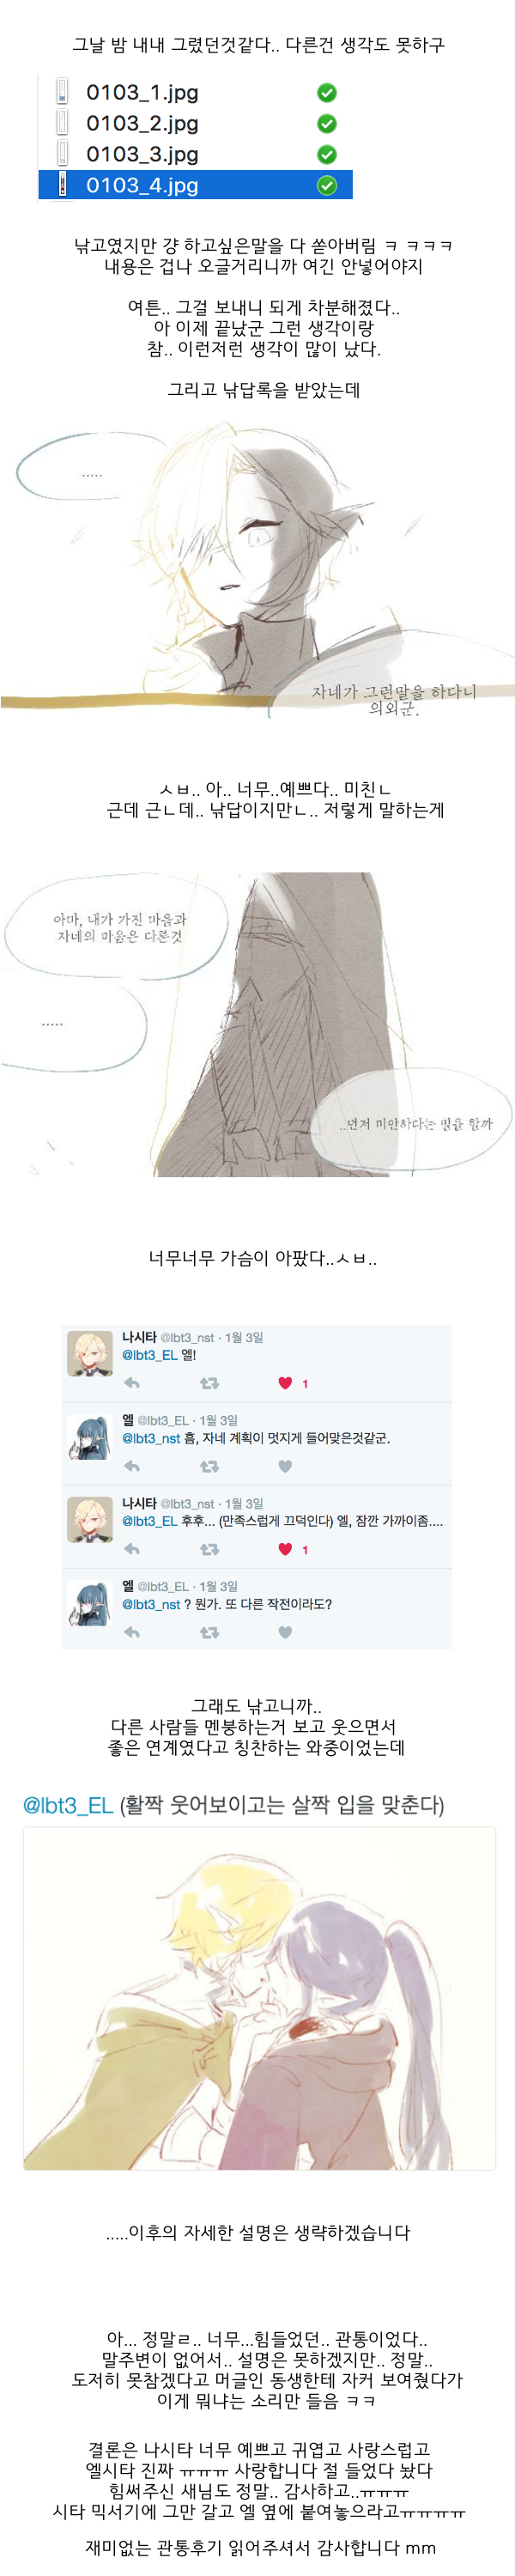 그날 밤 내내 그렸던것같다.. 다른건 생각도 못하구
0103_1.jpg
0103_2.jpg
0103_3.jpg
0103_4.jpg
낚고였지만 걍 하고싶은말을 다 쏟아버림 ㅋ ㅋㅋㅋ
내용은 겁나 오글거리니까 여긴 안넣어야지
여튼.. 그걸 보내니 되게 차분해졌다..
아 이제 끝났군 그런 생각이랑
참.. 이런저런 생각이 많이 났다.
그리고 낚답록을 받았는데
.....
자네가 그런말을 하다니
의외군.
ㅅㅂ.. 아.. 너무..예쁘다.. 미친ㄴ
근데 근ㄴ데.. 낚답이지만ㄴ.. 저렇게 말하는게
아마, 내가 가진 마음과
자네의 마음은 다른것
.....
..먼저 미안하다는 말을 할까
너무너무 가슴이 아팠다..ㅅㅂ..
나시타 @lbt3_nst · 1월 3일
@lbt3_EL 엘!
1
엘 @lbt3_EL · 1월 3일
@lbt3_nst 흠, 자네 계획이 멋지게 들어맞은것같군.
나시타 @lbt3_nst · 1월 3일
@lbt3_EL 후후... (만족스럽게 끄덕인다) 엘, 잠깐 가까이좀....
1
엘 @lbt3_EL · 1월 3일
@lbt3_nst ? 뭔가. 또 다른 작전이라도?
그래도 낚고니까..
다른 사람들 멘붕하는거 보고 웃으면서
좋은 연계였다고 칭찬하는 와중이었는데
@lbt3_EL (활짝 웃어보이고는 살짝 입을 맞춘다)
.....이후의 자세한 설명은 생략하겠습니다
아... 정말ㄹ.. 너무...힘들었던.. 관통이었다..
말주변이 없어서.. 설명은 못하겠지만.. 정말..
도저히 못참겠다고 머글인 동생한테 자커 보여줬다가
이게 뭐냐는 소리만 들음 ㅋㅋ
결론은 나시타 너무 예쁘고 귀엽고 사랑스럽고
엘시타 진짜 ㅠㅠㅠ 사랑합니다 절 들었다 놨다
힘써주신 새님도 정말.. 감사하고..ㅠㅠㅠ
시타 믹서기에 그만 갈고 엘 옆에 붙여놓으라고ㅠㅠㅠㅠ
재미없는 관통후기 읽어주셔서 감사합니다 mm